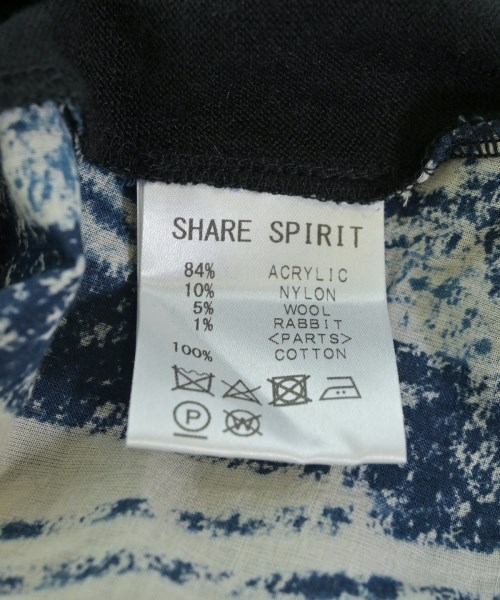 SHARE SPIRIT
84% ACRYLIC
10% NYLON
5% WOOL
1% RABBIT
<PARTS>
100% COTTON
P W